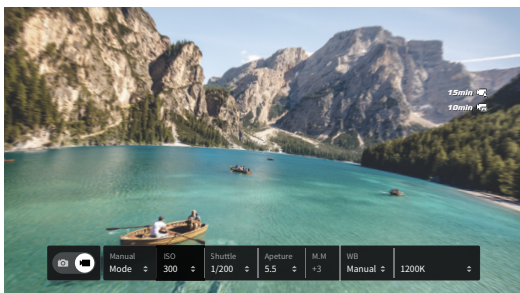 15min
10min
Manual ISO Shuttle Apeture M.M WB
Mode 300 1/200 5.5 +3 Manual 1200K